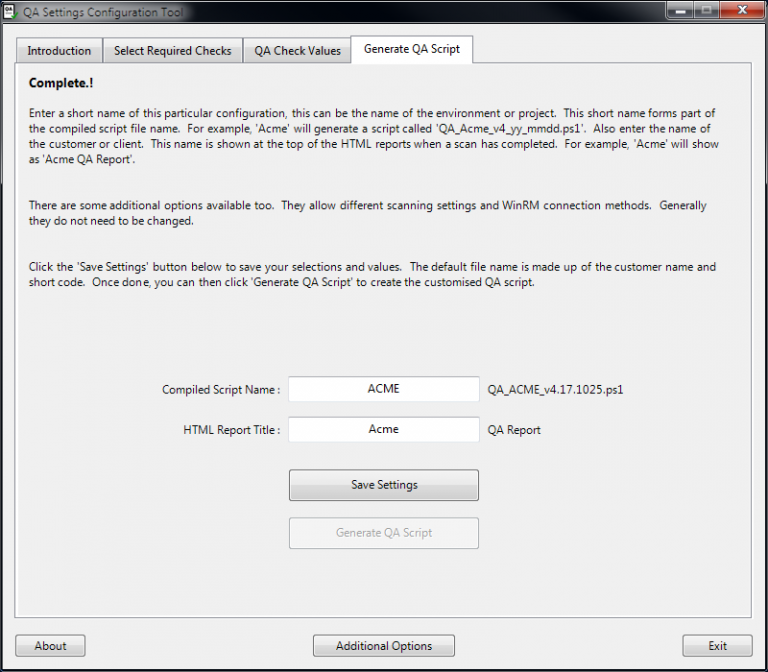 QA Settings Configuration Tool
Introduction
Select Required Checks
QA Check Values
Generate QA Script
Complete.!
Enter a short name of this particular configuration, this can be the name of the environment or project. This short name forms part of
the compiled script file name. For example, 'Acme' will generate a script called 'QA_Acme_v4_yy_mmdd.ps1'. Also enter the name of
the customer or client. This name is shown at the top of the HTML reports when a scan has completed. For example, 'Acme' will show
as 'Acme QA Report'.
There are some additional options available too. They allow different scanning settings and WinRM connection methods. Generally
they do not need to be changed.
Click the 'Save Settings' button below to save your selections and values. The default file name is made up of the customer name and
short code. Once done, you can then click 'Generate QA Script' to create the customised QA script.
Compiled Script Name : ACME QA_ACME_v4.17.1025.ps1
HTML Report Title : Acme QA Report
Save Settings
Generate QA Script
About
Additional Options
Exit